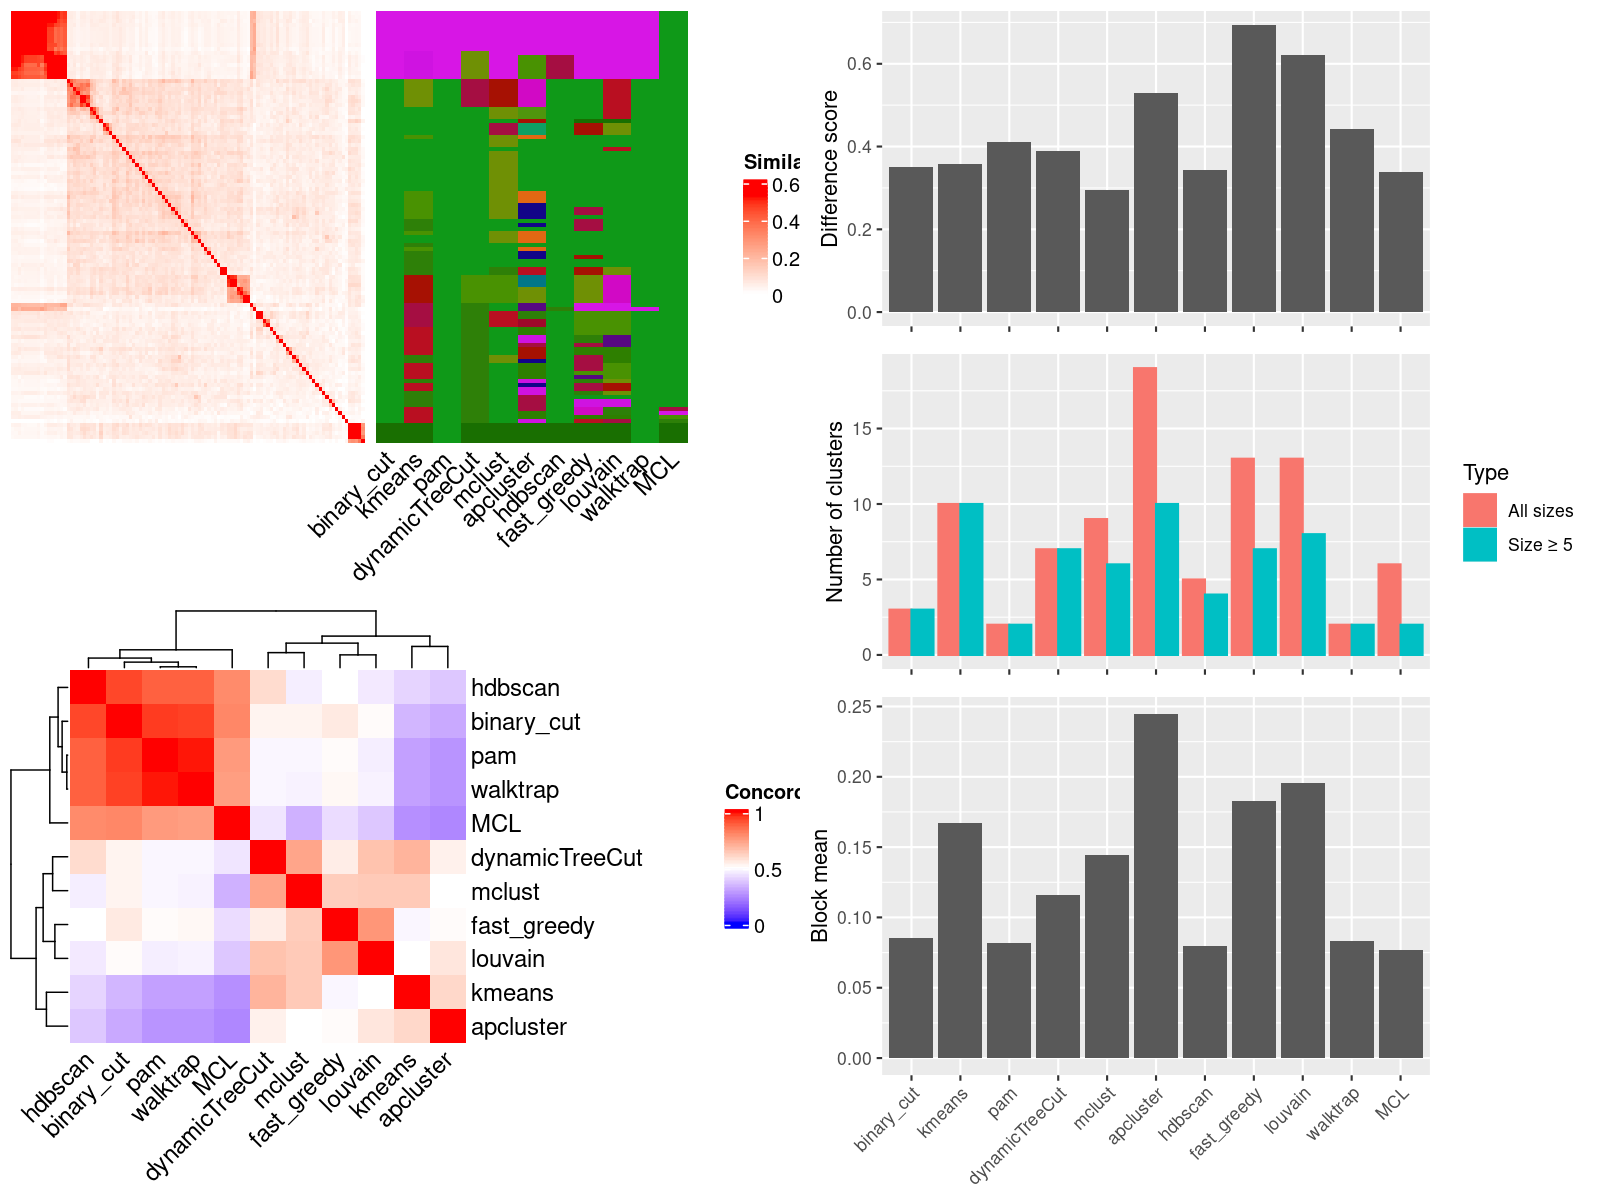 Simila
0.6
0.4
0.2
0
binary_cut
kmeans
pam
dynamicTreeCut
mclust
apcluster
hdbscan
fast_greedy
louvain
walktrap
MCL
Difference score
0.6
0.4
0.2
0.0
Number of clusters
15
10
5
0
Type
All sizes
Size ≥ 5
hdbscan
binary_cut
pam
walktrap
MCL
dynamicTreeCut
mclust
fast_greedy
louvain
kmeans
apcluster
hdbscan
binary_cut
pam
walktrap
MCL
dynamicTreeCut
mclust
fast_greedy
louvain
kmeans
apcluster
Concord
1
0.5
0
Block mean
0.25
0.20
0.15
0.10
0.05
0.00
binary_cut
kmeans
pam
dynamicTreeCut
mclust
apcluster
hdbscan
fast_greedy
louvain
walktrap
MCL